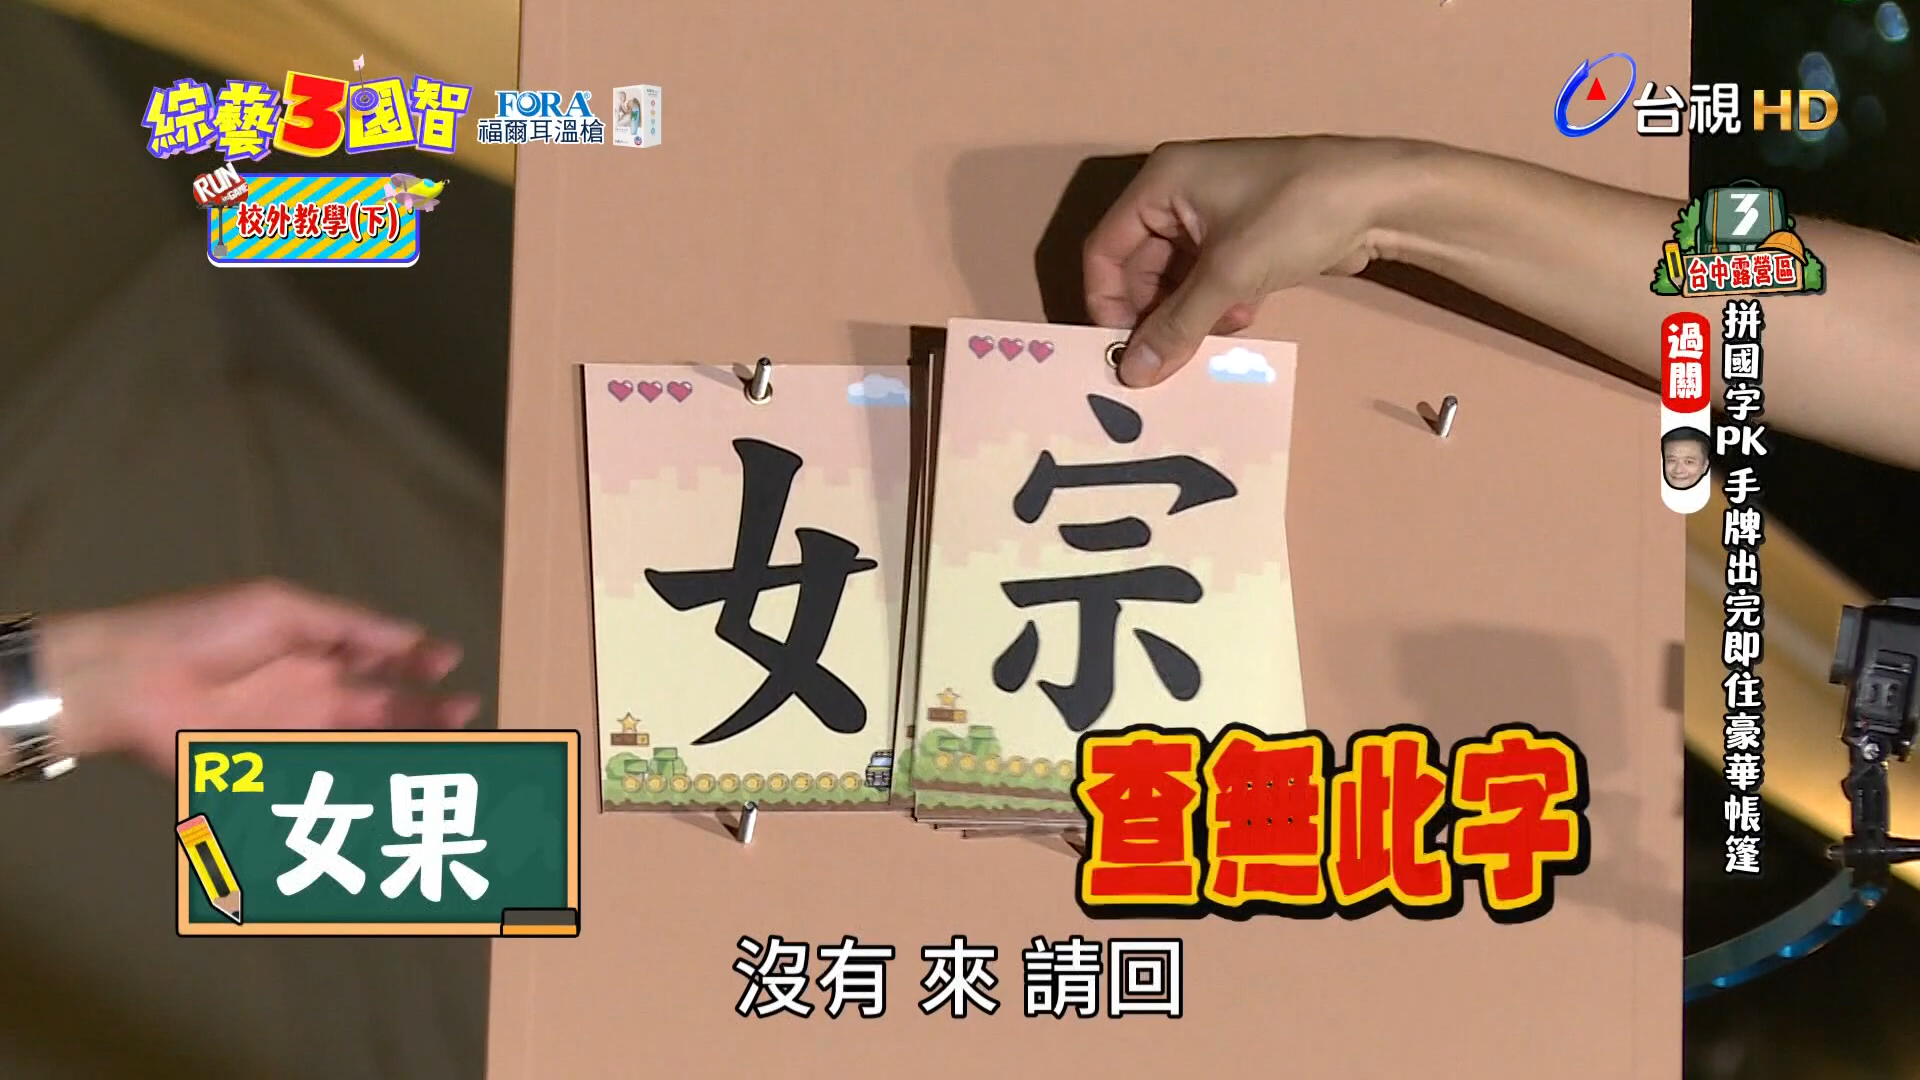 綜藝3國智
FORA
福爾耳溫槍
RUN
校外教學(下)
台視HD
3
台中露營區
過關
拼國字PK手牌出完即住豪華帳篷
女
宗
R2
女果
查無此字
沒有 來 請回